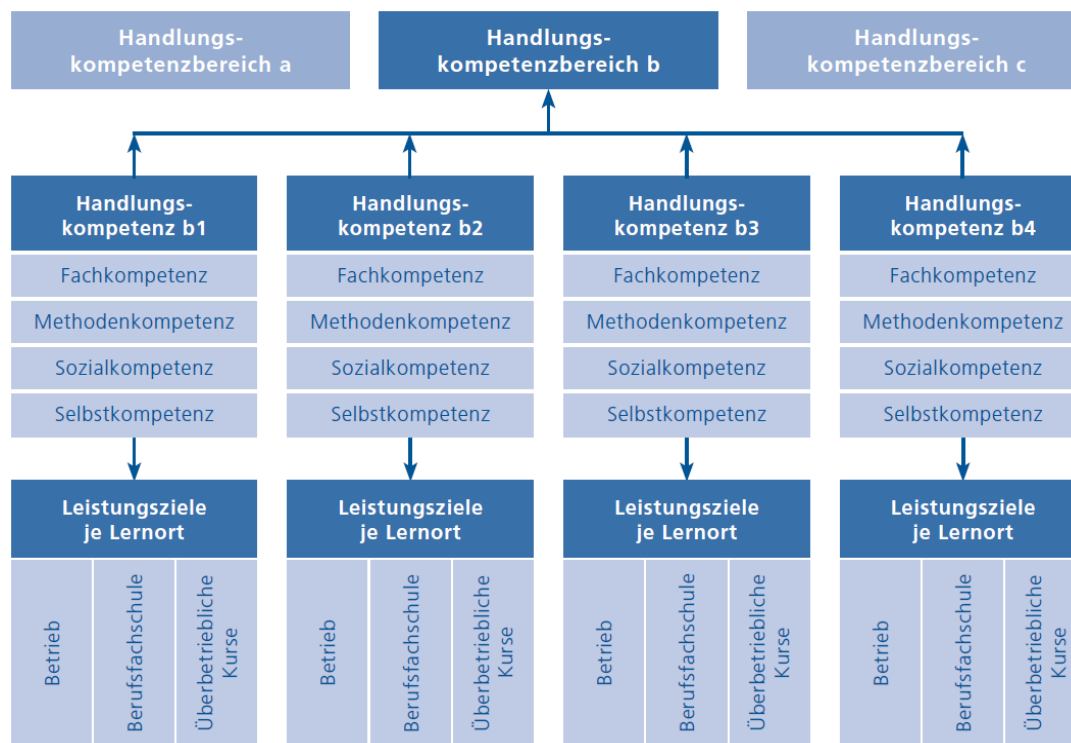 Handlungs-
kompetenzbereich a
Handlungs-
kompetenzbereich b
Handlungs-
kompetenzbereich c
Handlungs-
kompetenz b1
Fachkompetenz
Methodenkompetenz
Sozialkompetenz
Selbstkompetenz
Leistungsziele
je Lernort
Betrieb
Berufsfachschule
Überbetriebliche
Kurse
Handlungs-
kompetenz b2
Fachkompetenz
Methodenkompetenz
Sozialkompetenz
Selbstkompetenz
Leistungsziele
je Lernort
Betrieb
Berufsfachschule
Überbetriebliche
Kurse
Handlungs-
kompetenz b3
Fachkompetenz
Methodenkompetenz
Sozialkompetenz
Selbstkompetenz
Leistungsziele
je Lernort
Betrieb
Berufsfachschule
Überbetriebliche
Kurse
Handlungs-
kompetenz b4
Fachkompetenz
Methodenkompetenz
Sozialkompetenz
Selbstkompetenz
Leistungsziele
je Lernort
Betrieb
Berufsfachschule
Überbetriebliche
Kurse